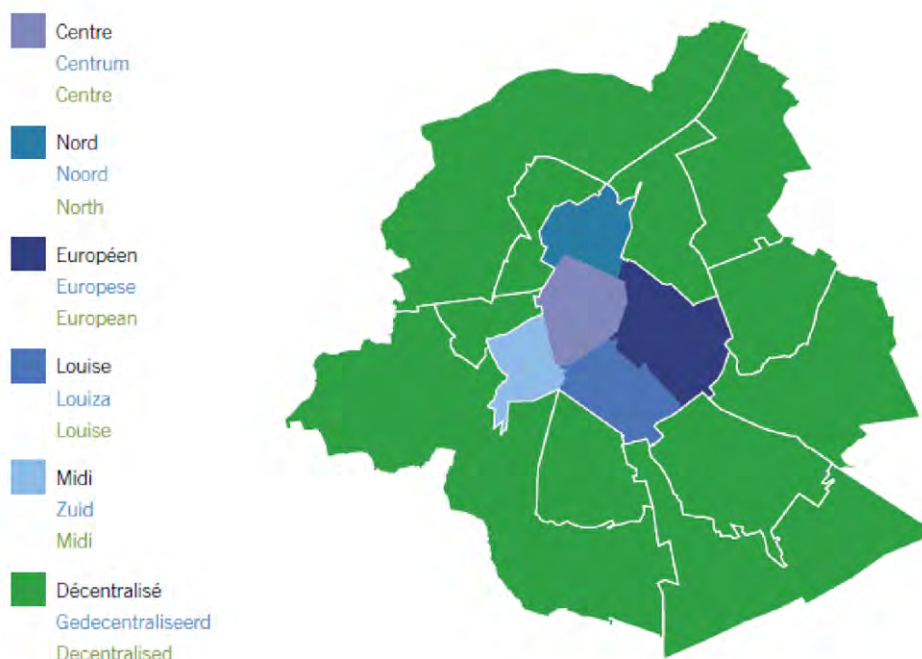 Centre
Centrum
Centre
Nord
Noord
North
Européen
Europese
European
Louise
Louiza
Louise
Midi
Zuid
Midi
Décentralisé
Gedecentraliseerd
Decentralised